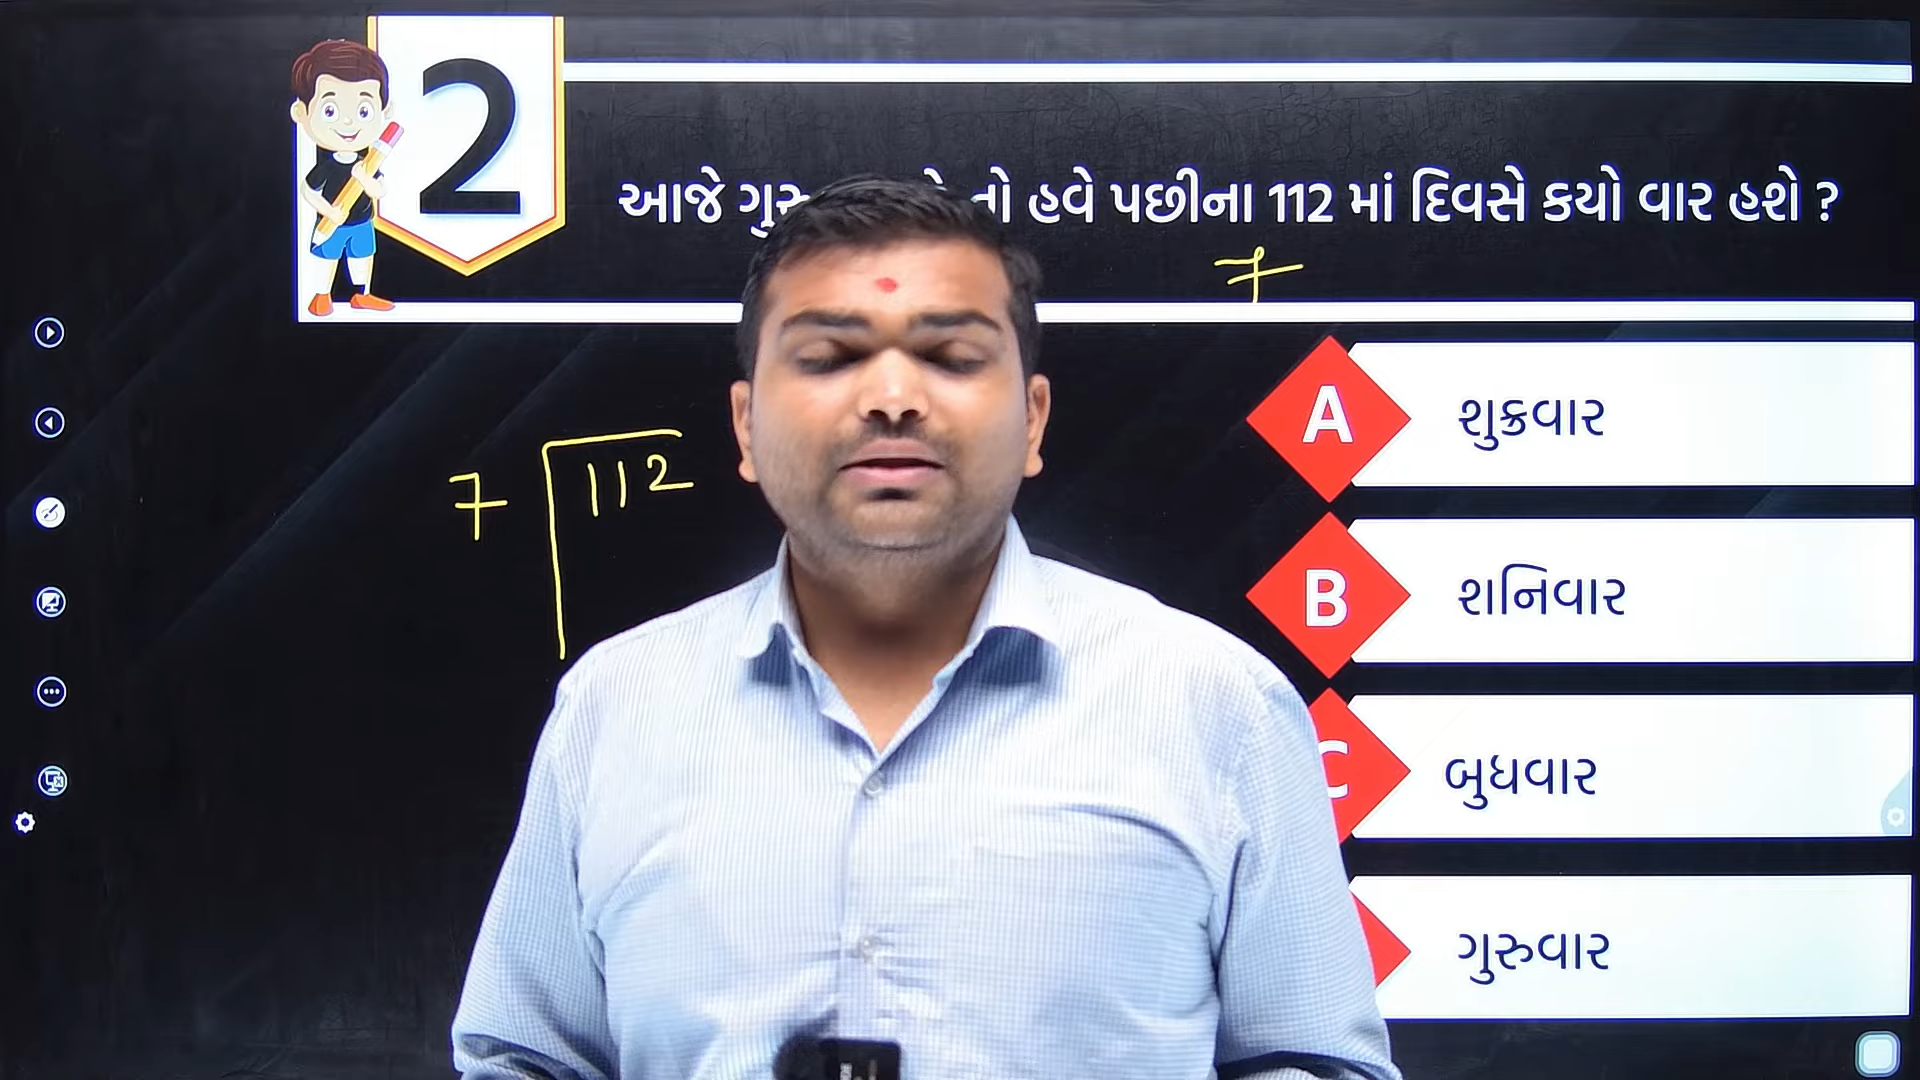 2
આજે તો હવે પછીના 112 માં દિવસે કયો વાર હશે ?
7
7 112
A શુક્રવાર
B શનિવાર
C બુધવાર
ગુરુવાર